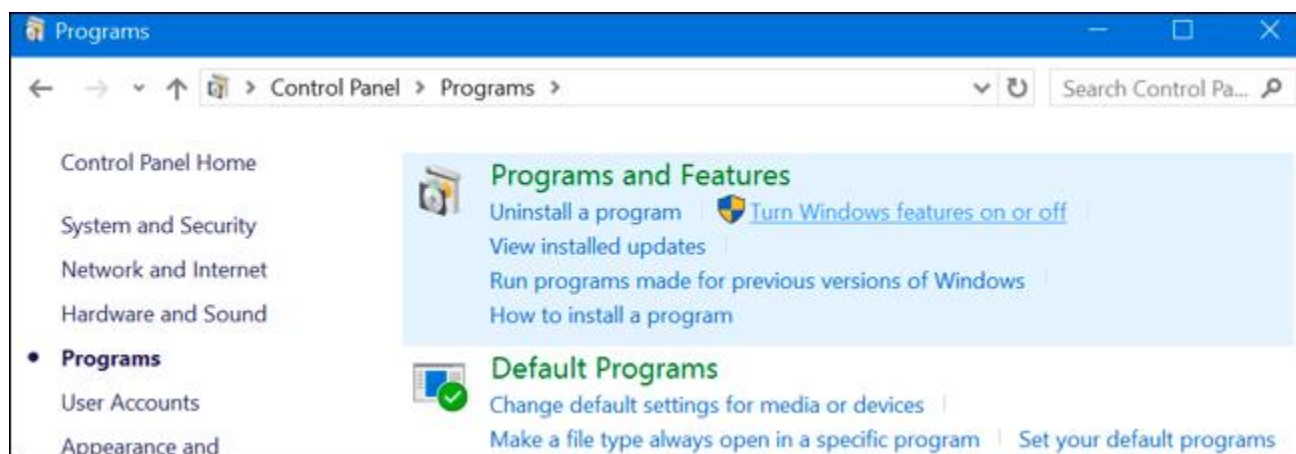 Programs
Control Panel > Programs >
Search Control Pa...
Control Panel Home
System and Security
Network and Internet
Hardware and Sound
Programs
User Accounts
Appearance and
Programs and Features
Uninstall a program Turn Windows features on or off
View installed updates
Run programs made for previous versions of Windows
How to install a program
Default Programs
Change default settings for media or devices
Make a file type always open in a specific program Set your default programs